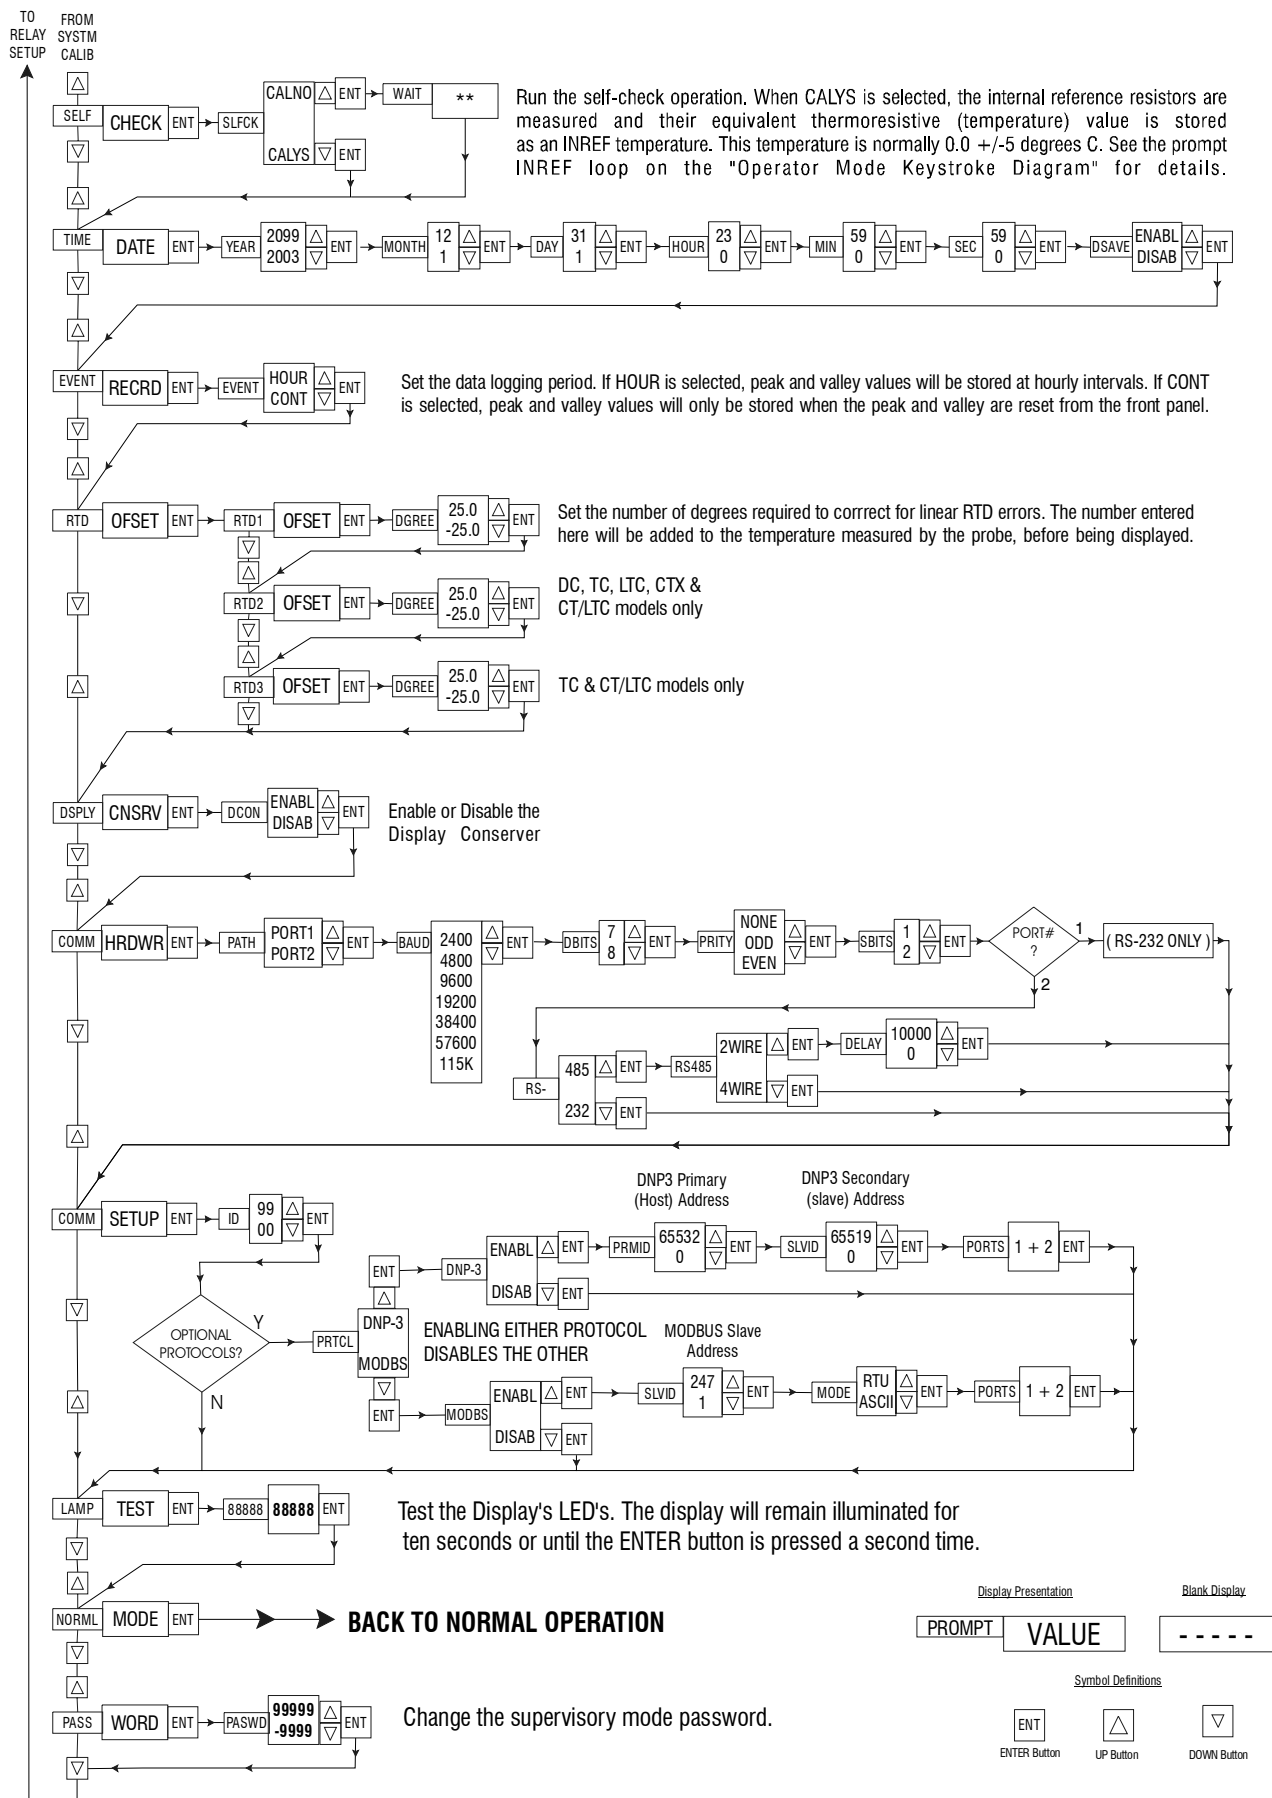 TO
RELAY
SETUP
FROM
SYSTM
CALIB
SELF CHECK ENT SLFCK CALNO ENT WAIT **
CALYS ENT
Run the self-check operation. When CALYS is selected, the internal reference resistors are
measured and their equivalent thermoresistive (temperature) value is stored
as an INREF temperature. This temperature is normally 0.0 +/-5 degrees C. See the prompt
INREF loop on the "Operator Mode Keystroke Diagram" for details.
TIME DATE ENT YEAR 2099 ENT MONTH 12 ENT DAY 31 ENT HOUR 23 ENT MIN 59 ENT SEC 59 ENT DSAVE ENABL ENT
2003 1 1 0 0 0 DISAB
EVENT RECRD ENT EVENT HOUR ENT
CONT
Set the data logging period. If HOUR is selected, peak and valley values will be stored at hourly intervals. If CONT
is selected, peak and valley values will only be stored when the peak and valley are reset from the front panel.
RTD OFSET ENT RTD1 OFSET ENT DGREE 25.0 ENT
-25.0
Set the number of degrees required to corrrect for linear RTD errors. The number entered
here will be added to the temperature measured by the probe, before being displayed.
RTD2 OFSET ENT DGREE 25.0 ENT
-25.0
DC, TC, LTC, CTX &
CT/LTC models only
RTD3 OFSET ENT DGREE 25.0 ENT
-25.0
TC & CT/LTC models only
DSPLY CNSRV ENT DCON ENABL ENT
DISAB
Enable or Disable the
Display Conserver
COMM HRDWR ENT PATH PORT1 ENT BAUD 2400 ENT DBITS 7 ENT PRITY NONE ENT SBITS 1 ENT PORT# 1 ( RS-232 ONLY )
PORT2 4800 8 ODD 2 ?
9600 EVEN 2
19200
38400
57600
115K
RS- 485 ENT RS485 2WIRE ENT DELAY 10000 ENT
0
4WIRE ENT
232 ENT
DNP3 Primary
(Host) Address
DNP3 Secondary
(slave) Address
COMM SETUP ENT ID 99 ENT
00
OPTIONAL
PROTOCOLS?
Y
N
PRTCL
ENT
DNP-3
MODBS
ENT
DNP-3 ENABL ENT PRMID 65532 ENT SLVID 65519 ENT PORTS 1 + 2 ENT
0 0
DISAB ENT
ENABLING EITHER PROTOCOL
DISABLES THE OTHER
MODBUS Slave
Address
MODBS ENABL ENT SLVID 247 ENT MODE RTU ENT PORTS 1 + 2 ENT
1 ASCII
DISAB ENT
LAMP TEST ENT 88888 88888 ENT
Test the Display's LED's. The display will remain illuminated for
ten seconds or until the ENTER button is pressed a second time.
NORML MODE ENT BACK TO NORMAL OPERATION
PASS WORD ENT PASWD 99999 ENT
-9999
Change the supervisory mode password.
Display Presentation
PROMPT VALUE
Blank Display
- - - - -
Symbol Definitions
ENT
ENTER Button
UP Button
DOWN Button